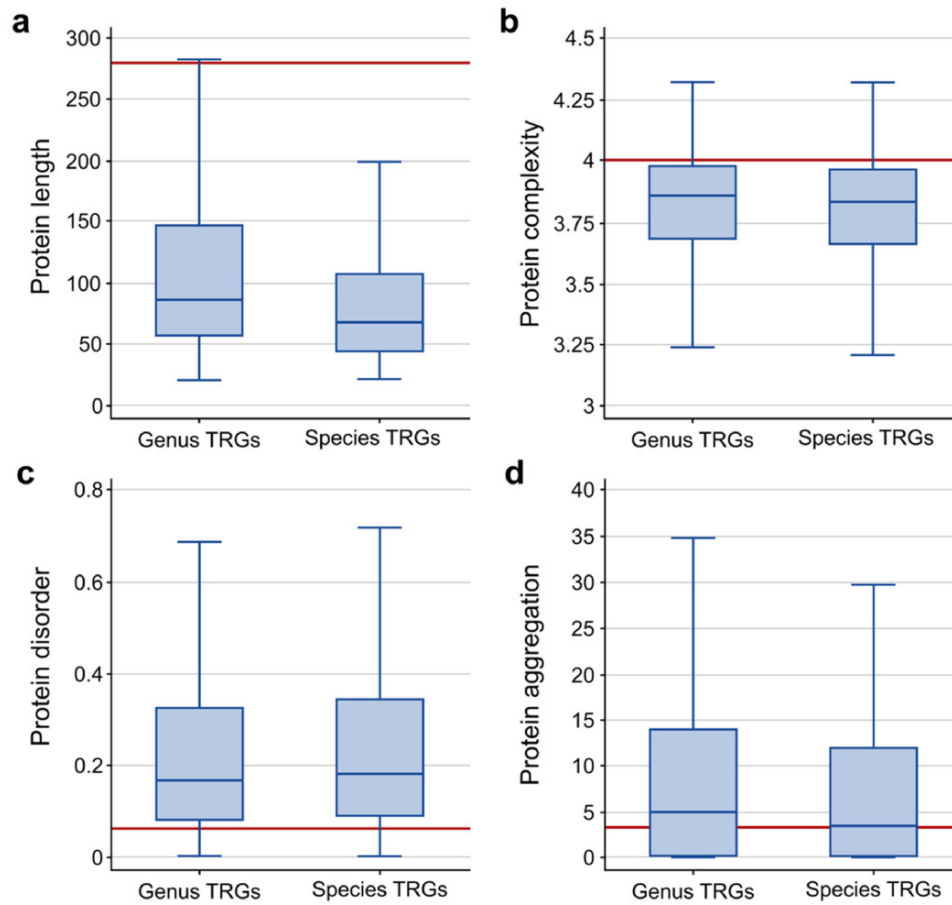 a
300
250
200
150
100
50
0
Protein length
Genus TRGs
Species TRGs
b
4.5
4.25
4
3.75
3.5
3.25
3
Protein complexity
Genus TRGs
Species TRGs
c
0.8
0.6
0.4
0.2
0
Protein disorder
Genus TRGs
Species TRGs
d
40
35
30
25
20
15
10
5
0
Protein aggregation
Genus TRGs
Species TRGs